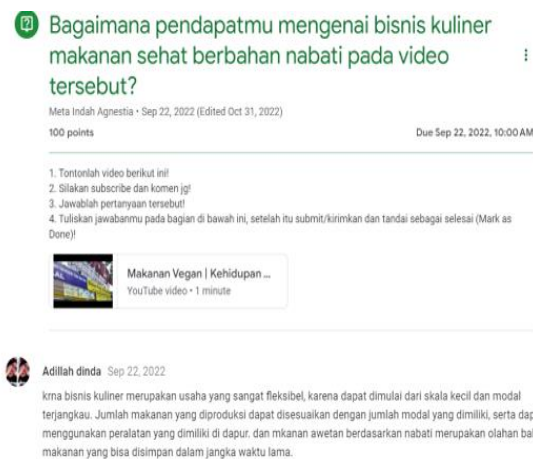 Bagaimana pendapatmu mengenai bisnis kuliner
makanan sehat berbahan nabati pada video
tersebut?
Meta Indah Agnestia • Sep 22, 2022 (Edited Oct 31, 2022)
100 points Due Sep 22, 2022, 10:00 AM
1. Tontonlah video berikut ini!
2. Silakan subscribe dan komen jg!
3. Jawablah pertanyaan tersebut!
4. Tuliskan jawabanmu pada bagian di bawah ini, setelah itu submit/kirimkan dan tandai sebagai selesai (Mark as
Done)!
Makanan Vegan | Kehidupan ...
YouTube video • 1 minute
Adillah dinda Sep 22, 2022
krna bisnis kuliner merupakan usaha yang sangat fleksibel, karena dapat dimulai dari skala kecil dan modal
terjangkau. Jumlah makanan yang diproduksi dapat disesuaikan dengan jumlah modal yang dimiliki, serta dap
menggunakan peralatan yang dimiliki di dapur. dan mkanan awetan berdasarkan nabati merupakan olahan ba
makanan yang bisa disimpan dalam jangka waktu lama.